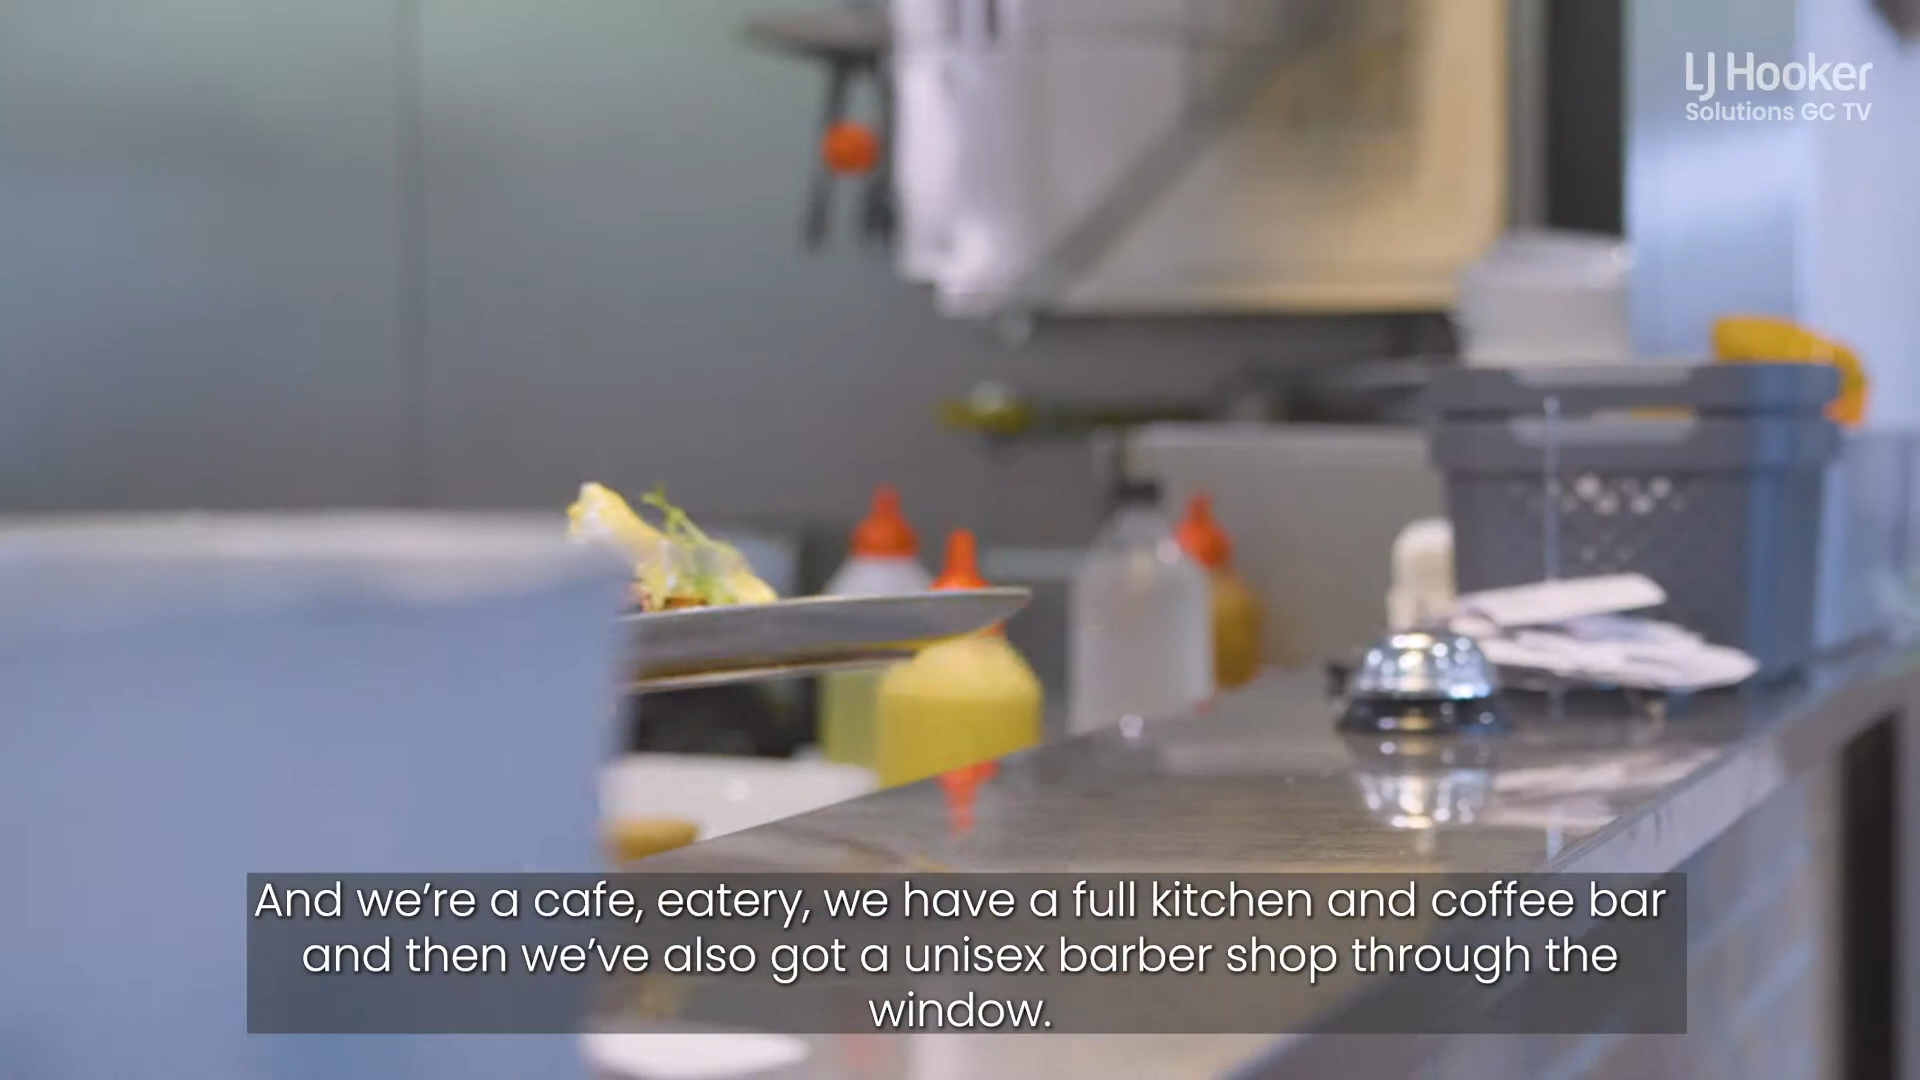 LJ Hooker
Solutions GC TV
And we’re a cafe, eatery, we have a full kitchen and coffee bar
and then we’ve also got a unisex barber shop through the
window.